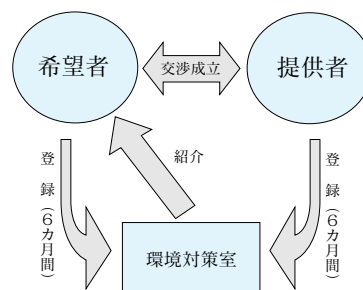 希望者
交渉成立
提供者
紹介
登録（6カ月間）
登録（6カ月間）
環境対策室